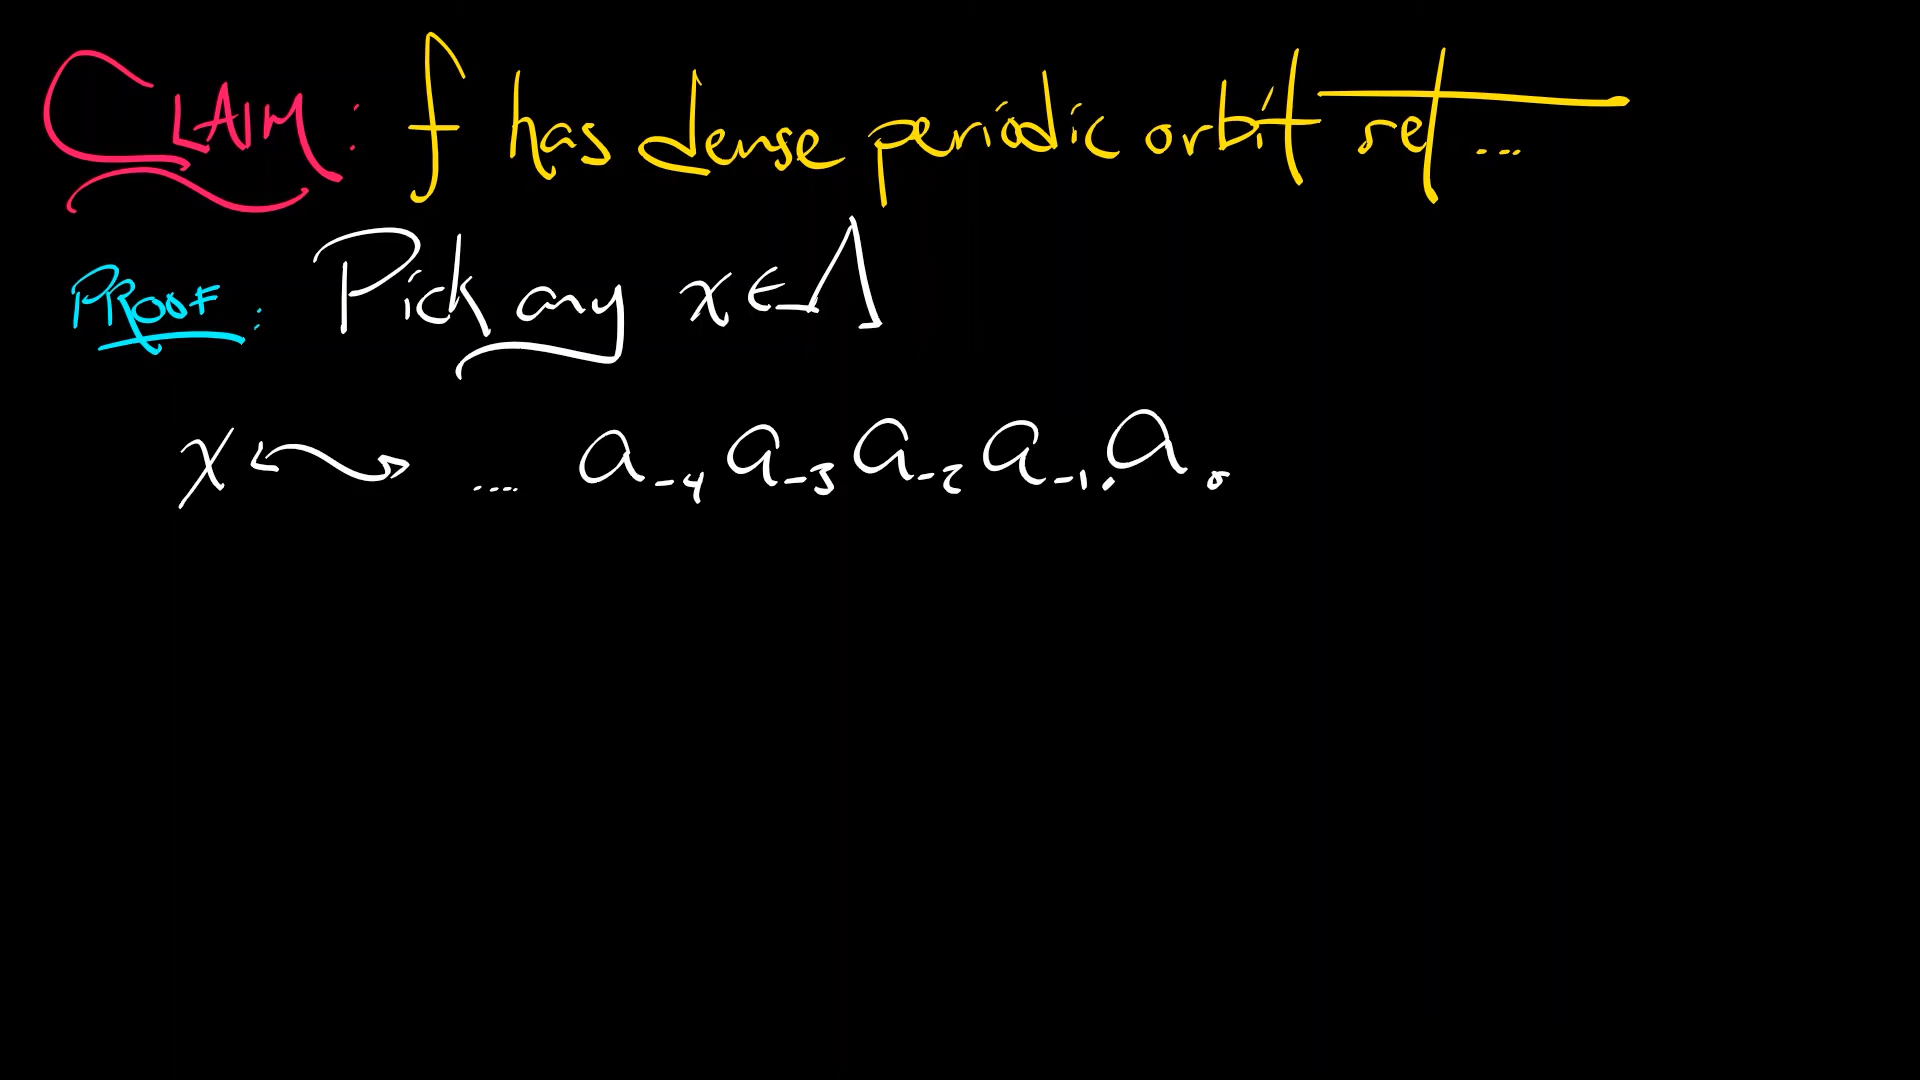 CLAIM: f has dense periodic orbit set ...
PROOF: Pick any x ∈ Λ
x ↔ .... a₋₄ a₋₃ a₋₂ a₋₁ . a₀